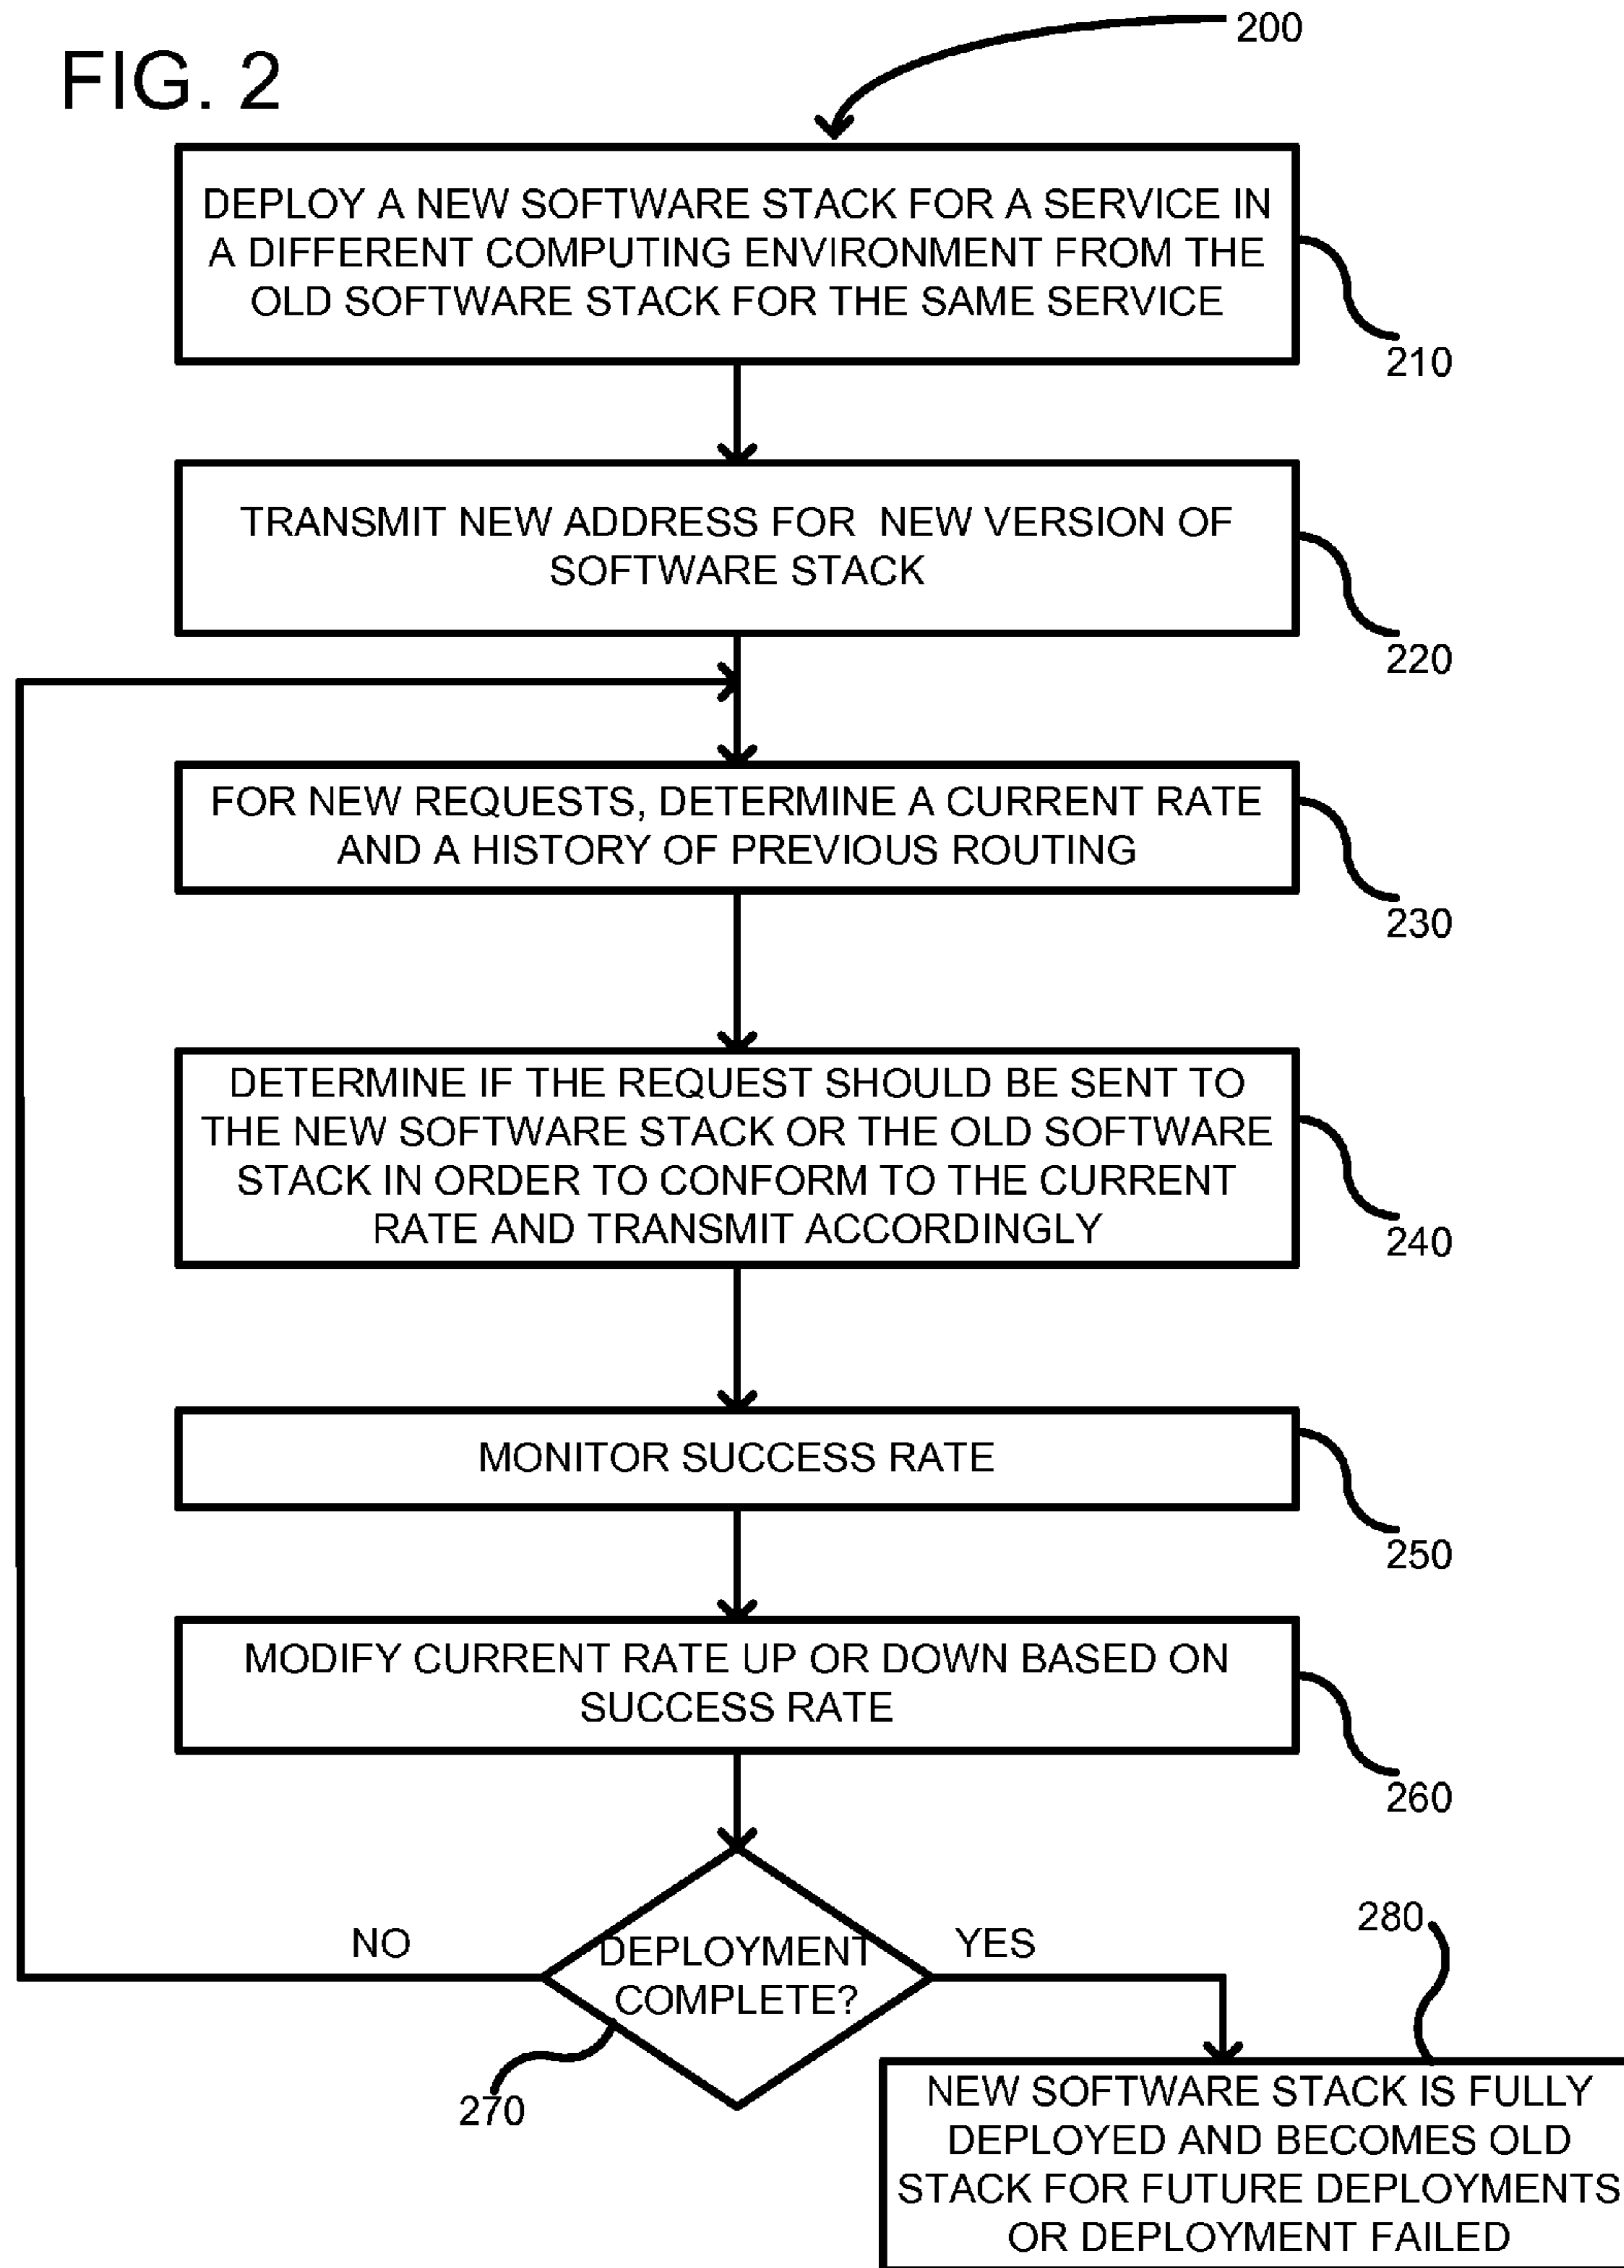 FIG. 2
200
DEPLOY A NEW SOFTWARE STACK FOR A SERVICE IN
A DIFFERENT COMPUTING ENVIRONMENT FROM THE
OLD SOFTWARE STACK FOR THE SAME SERVICE
210
TRANSMIT NEW ADDRESS FOR NEW VERSION OF
SOFTWARE STACK
220
FOR NEW REQUESTS, DETERMINE A CURRENT RATE
AND A HISTORY OF PREVIOUS ROUTING
230
DETERMINE IF THE REQUEST SHOULD BE SENT TO
THE NEW SOFTWARE STACK OR THE OLD SOFTWARE
STACK IN ORDER TO CONFORM TO THE CURRENT
RATE AND TRANSMIT ACCORDINGLY
240
MONITOR SUCCESS RATE
250
MODIFY CURRENT RATE UP OR DOWN BASED ON
SUCCESS RATE
260
DEPLOYMENT
COMPLETE?
270
NO
YES
280
NEW SOFTWARE STACK IS FULLY
DEPLOYED AND BECOMES OLD
STACK FOR FUTURE DEPLOYMENTS
OR DEPLOYMENT FAILED